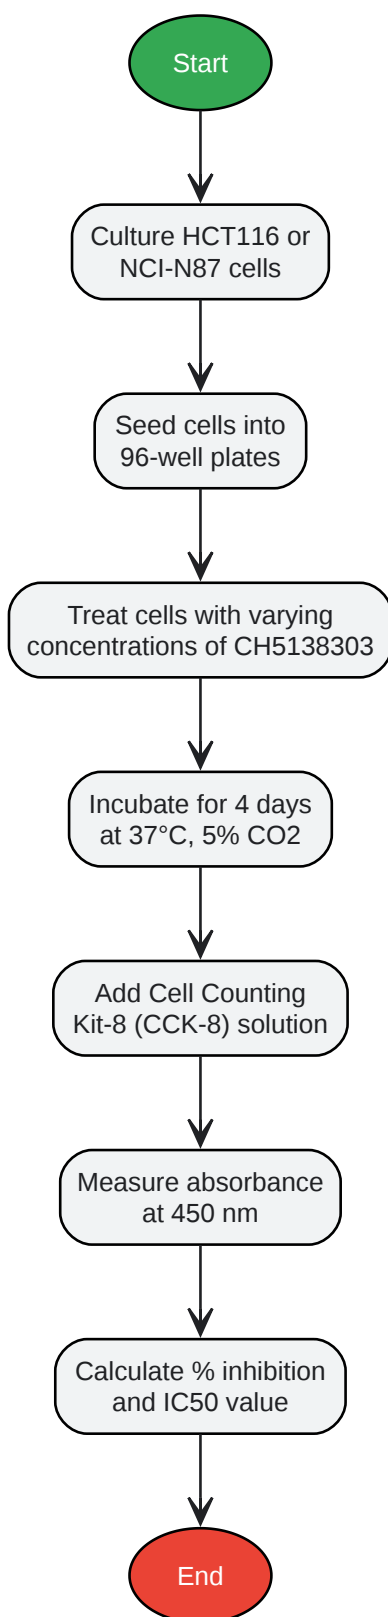 Start
Culture HCT116 or
NCI-N87 cells
Seed cells into
96-well plates
Treat cells with varying
concentrations of CH5138303
Incubate for 4 days
at 37°C, 5% CO2
Add Cell Counting
Kit-8 (CCK-8) solution
Measure absorbance
at 450 nm
Calculate % inhibition
and IC50 value
End